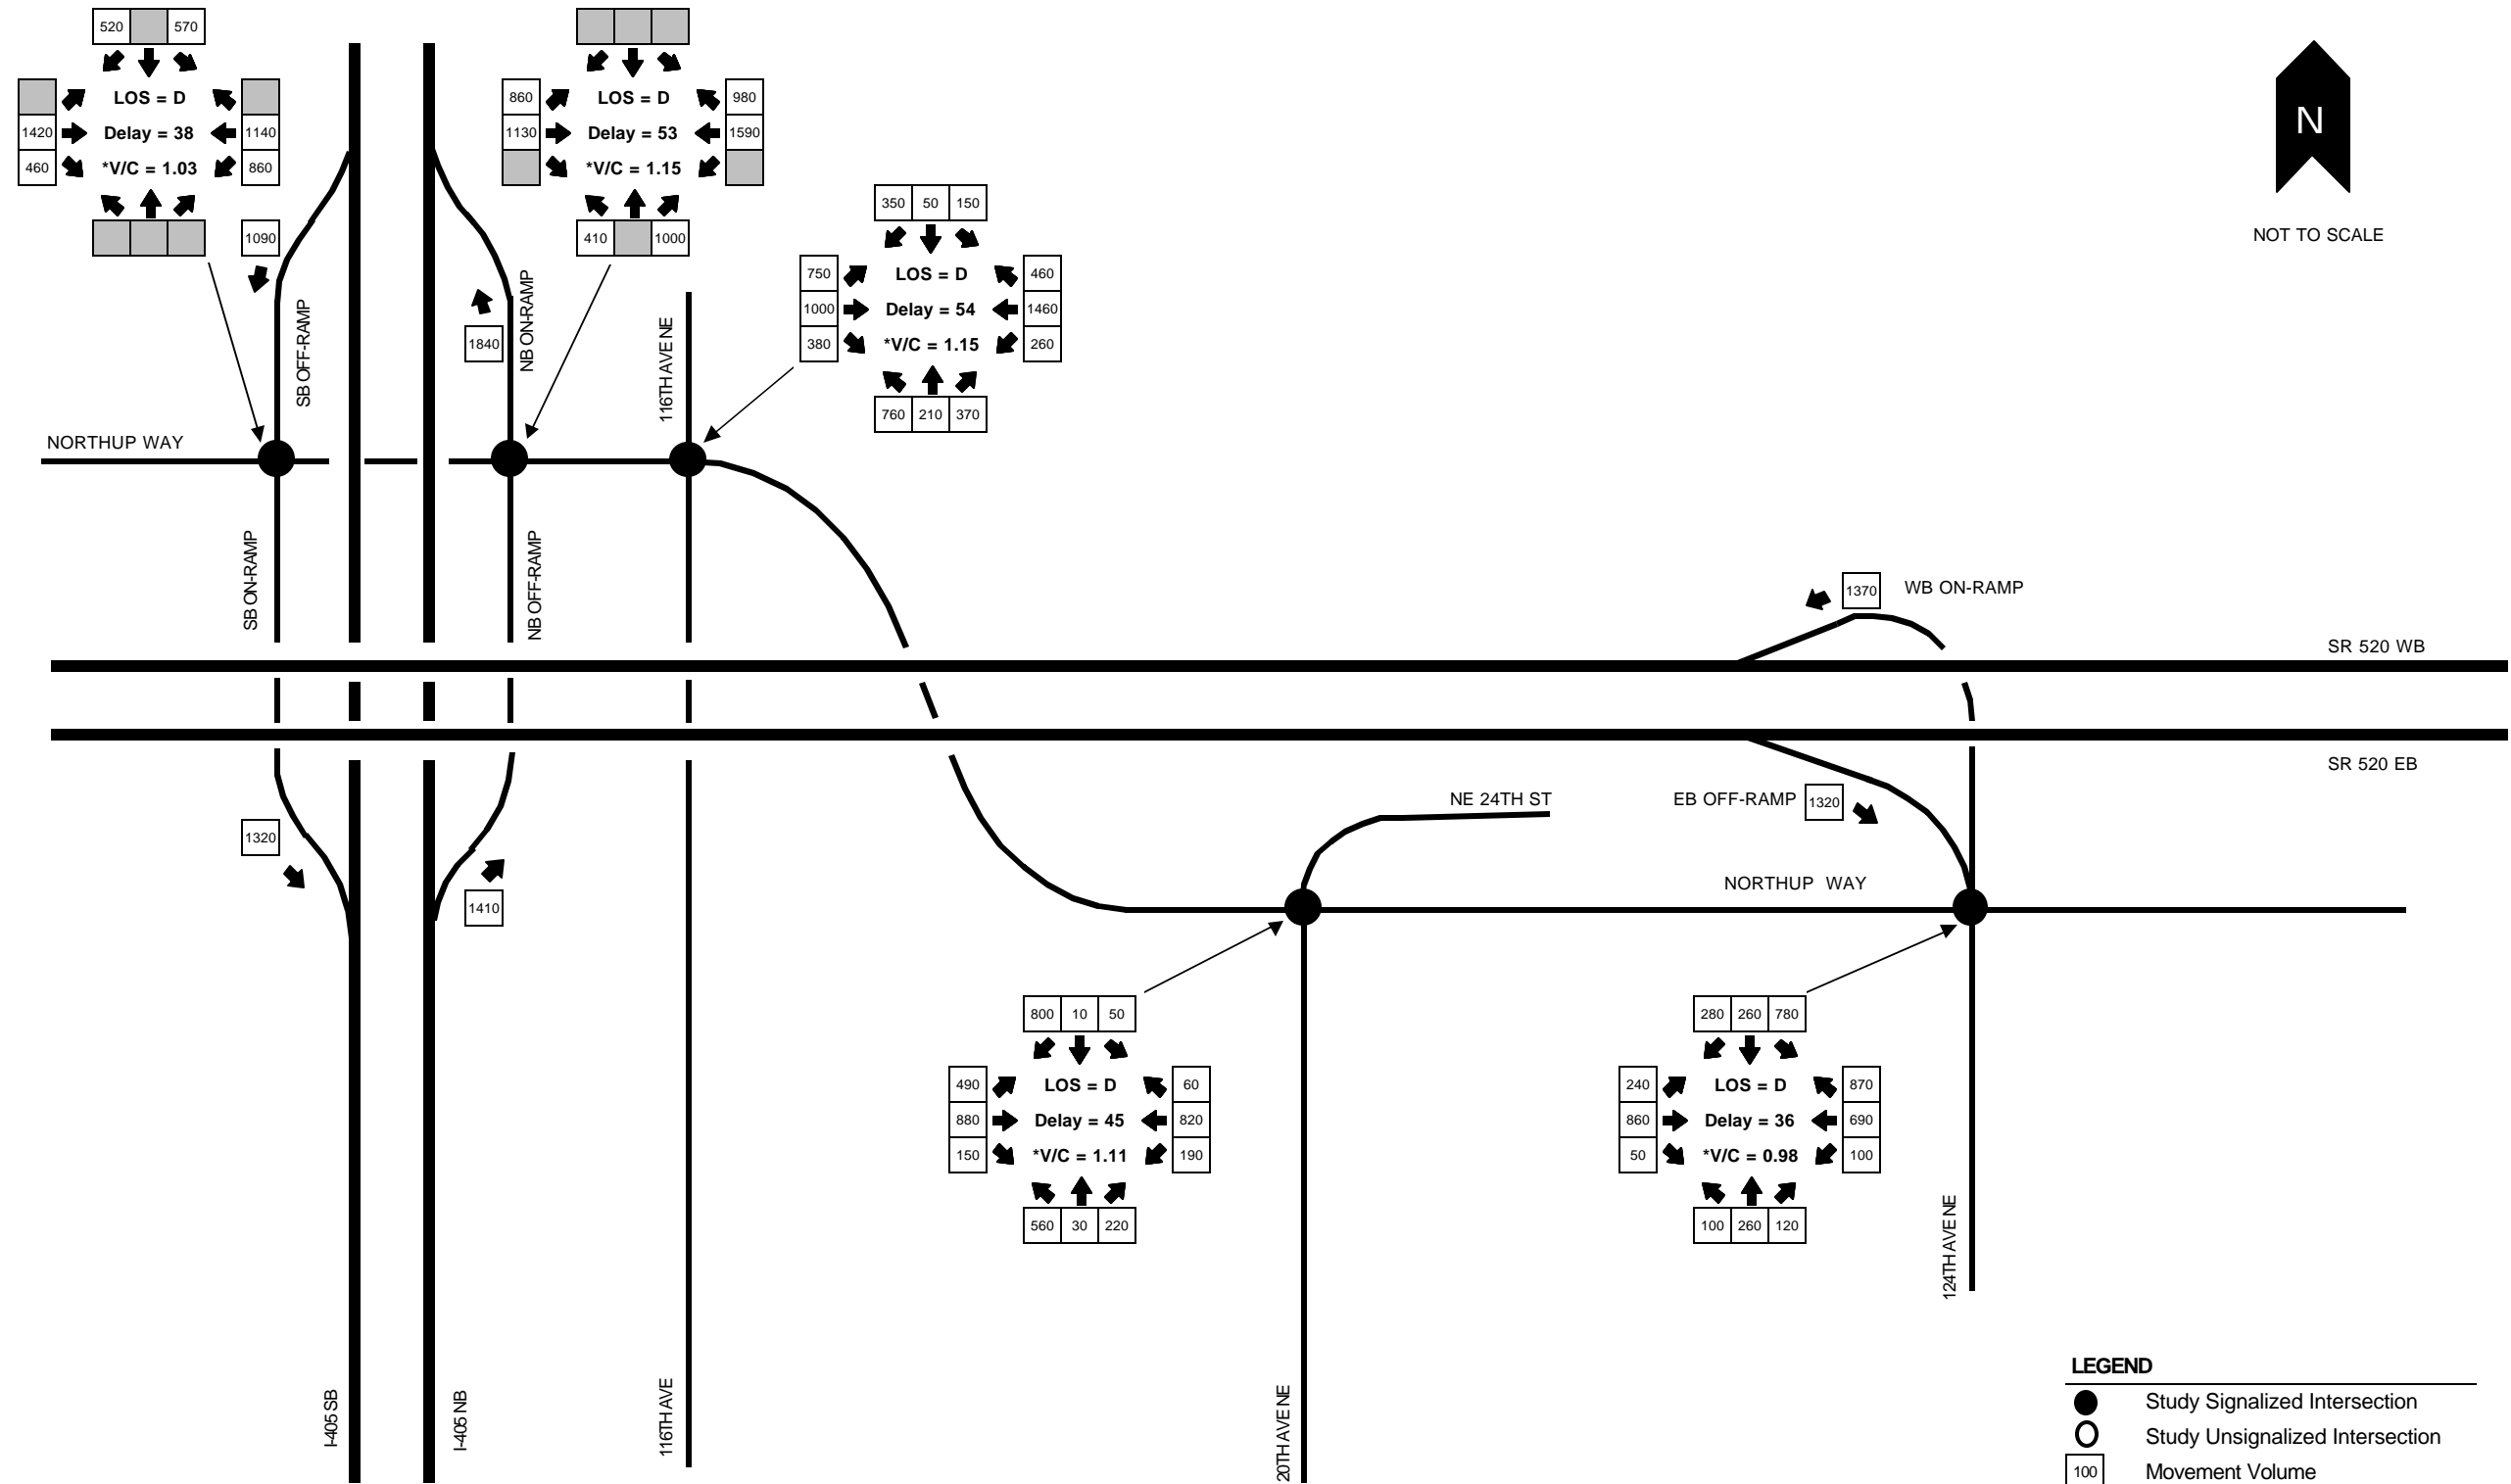 520 570
LOS = D
1420 Delay = 38 1140
460 *V/C = 1.03 860
1090
SB OFF-RAMP
860 LOS = D 980
1130 Delay = 53 1590
*V/C = 1.15
410 1000
1840
NB ON-RAMP
116TH AVE NE
350 50 150
750 LOS = D 460
1000 Delay = 54 1460
380 *V/C = 1.15 260
760 210 370
N
NOT TO SCALE
NORTHUP WAY
SB ON-RAMP
NB OFF-RAMP
1370 WB ON-RAMP
SR 520 WB
SR 520 EB
NE 24TH ST
EB OFF-RAMP 1320
1320
1410
NORTHUP WAY
800 10 50
490 LOS = D 60
880 Delay = 45 820
150 *V/C = 1.11 190
560 30 220
280 260 780
240 LOS = D 870
860 Delay = 36 690
50 *V/C = 0.98 100
100 260 120
124TH AVE NE
I-405 SB
I-405 NB
116TH AVE
20TH AVE NE
LEGEND
Study Signalized Intersection
Study Unsignalized Intersection
100 Movement Volume